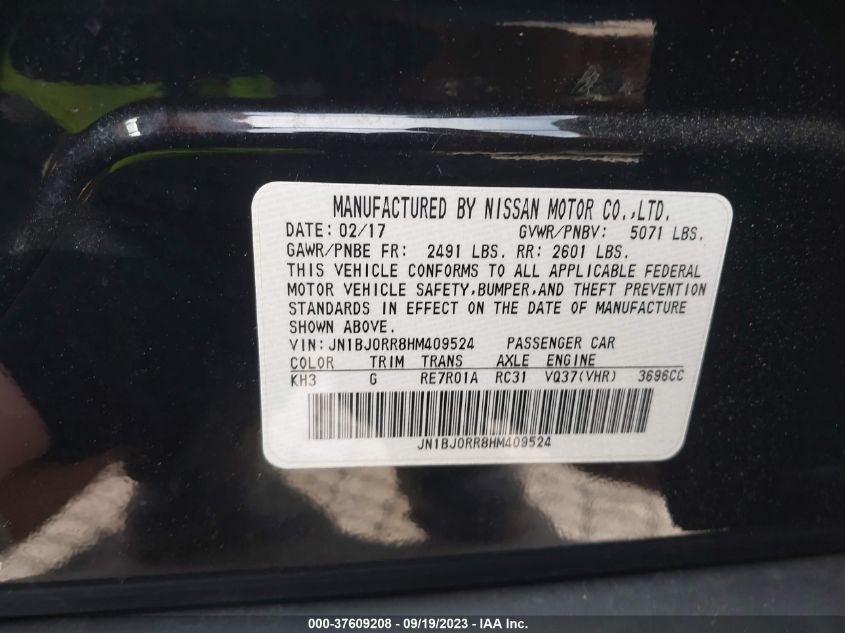 MANUFACTURED BY NISSAN MOTOR CO.,LTD.
DATE: 02/17 GVWR/PNBV: 5071 LBS.
GAWR/PNBE FR: 2491 LBS. RR: 2601 LBS.
THIS VEHICLE CONFORMS TO ALL APPLICABLE FEDERAL
MOTOR VEHICLE SAFETY,BUMPER,AND THEFT PREVENTION
STANDARDS IN EFFECT ON THE DATE OF MANUFACTURE
SHOWN ABOVE.
VIN:JN1BJ0RR8HM409524 PASSENGER CAR
COLOR TRIM TRANS AXLE ENGINE
KH3 G RE7R01A RC31 VQ37(VHR) 3696CC
JN1BJ0RR8HM409524
000-37609208 - 09/19/2023 - IAA Inc.